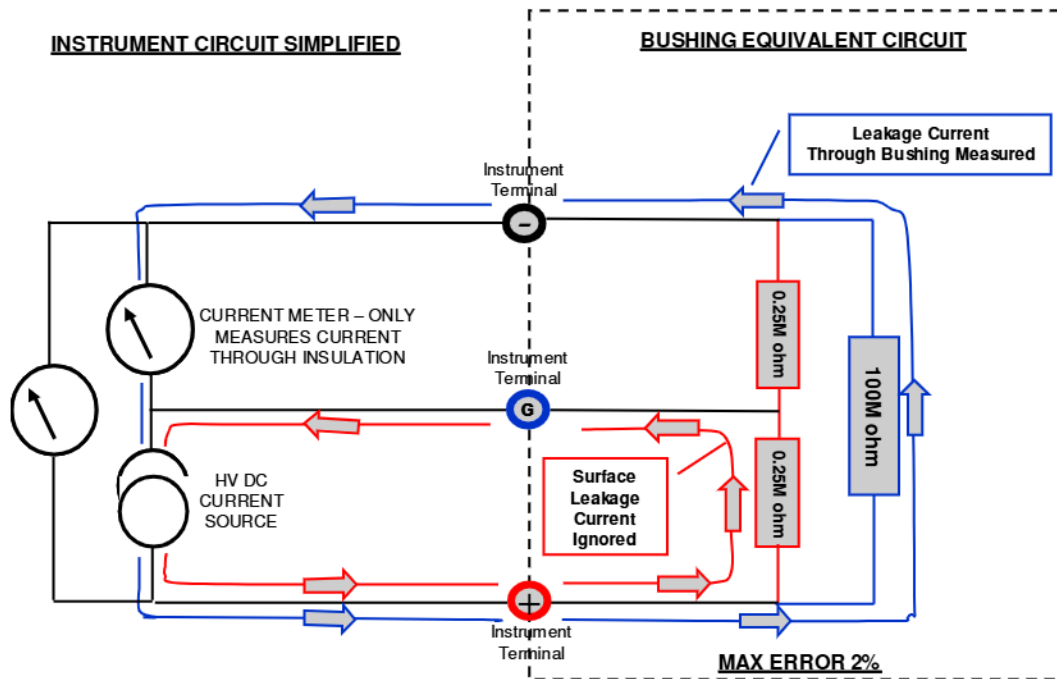 INSTRUMENT CIRCUIT SIMPLIFIED
BUSHING EQUIVALENT CIRCUIT
Leakage Current
Through Bushing Measured
Instrument
Terminal
–
CURRENT METER – ONLY
MEASURES CURRENT
THROUGH INSULATION
0.25M ohm
100M ohm
Instrument
Terminal
G
HV DC
CURRENT
SOURCE
Surface
Leakage
Current
Ignored
0.25M ohm
+
Instrument
Terminal
MAX ERROR 2%